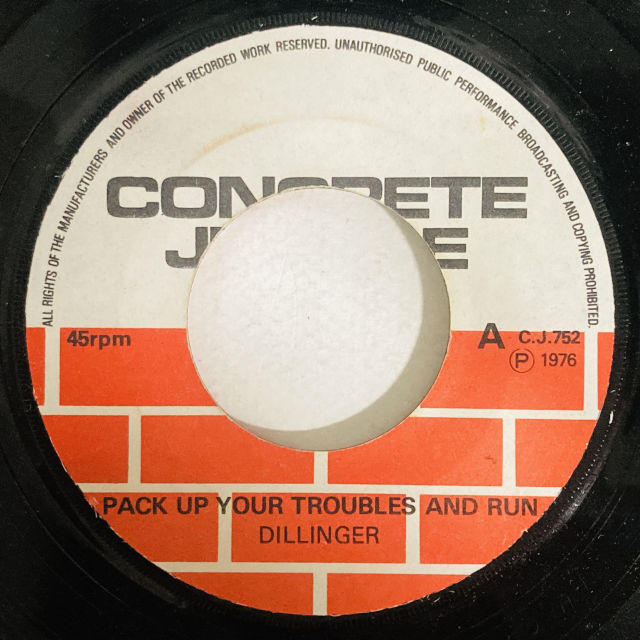 ALL RIGHTS OF THE MANUFACTURERS AND OWNER OF THE RECORDED WORK RESERVED. UNAUTHORISED PUBLIC PERFORMANCE BROADCASTING AND COPYING PROHIBITED.
CONCRETE
45rpm
A C.J.752
Ⓟ 1976
PACK UP YOUR TROUBLES AND RUN
DILLINGER